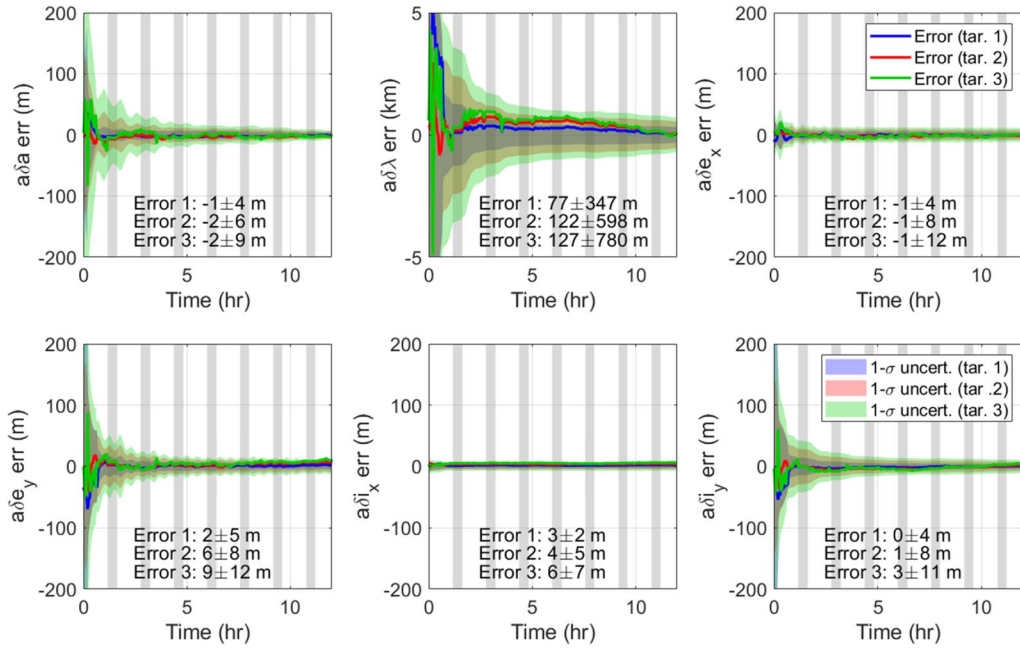 200
100
0
-100
-200
aδa err (m)
Error 1: -1±4 m
Error 2: -2±6 m
Error 3: -2±9 m
0
5
10
Time (hr)
5
0
-5
aδλ err (km)
Error 1: 77±347 m
Error 2: 122±598 m
Error 3: 127±780 m
0
5
10
Time (hr)
200
100
0
-100
-200
aδe_x err (m)
Error (tar. 1)
Error (tar. 2)
Error (tar. 3)
Error 1: -1±4 m
Error 2: -1±8 m
Error 3: -1±12 m
0
5
10
Time (hr)
200
100
0
-100
-200
aδe_y err (m)
Error 1: 2±5 m
Error 2: 6±8 m
Error 3: 9±12 m
0
5
10
Time (hr)
200
100
0
-100
-200
aδi_x err (m)
Error 1: 3±2 m
Error 2: 4±5 m
Error 3: 6±7 m
0
5
10
Time (hr)
200
100
0
-100
-200
aδi_y err (m)
1-σ uncert. (tar. 1)
1-σ uncert. (tar .2)
1-σ uncert. (tar. 3)
Error 1: 0±4 m
Error 2: 1±8 m
Error 3: 3±11 m
0
5
10
Time (hr)